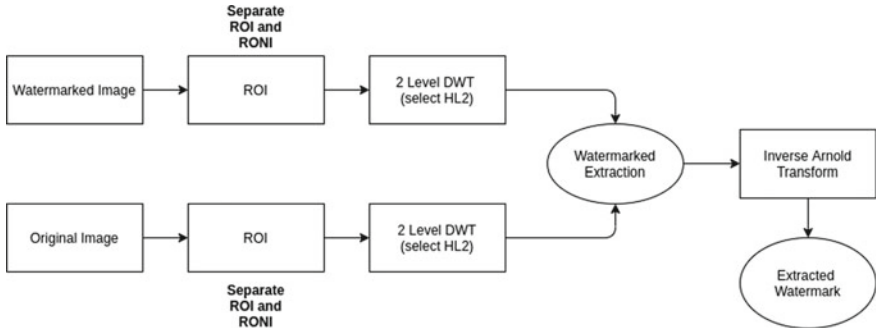 Separate
ROI and
RONI
Watermarked Image
ROI
2 Level DWT
(select HL2)
Watermarked
Extraction
Inverse Arnold
Transform
Original Image
ROI
2 Level DWT
(select HL2)
Extracted
Watermark
Separate
ROI and
RONI